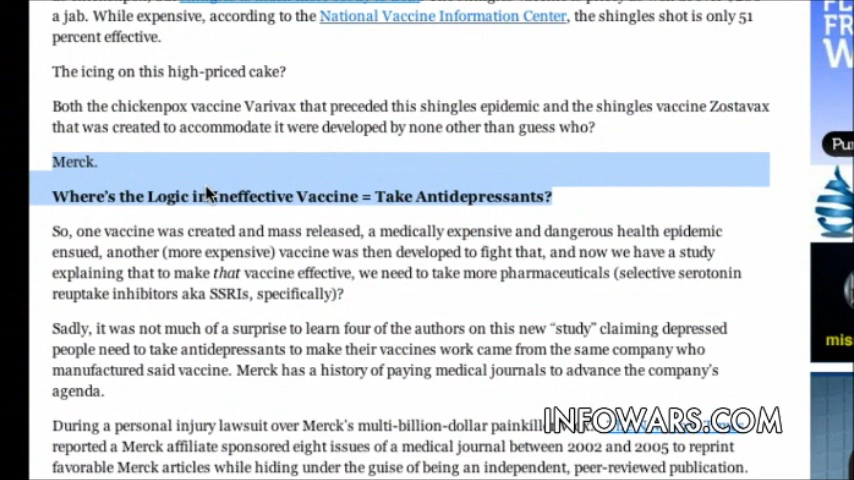 a jab. While expensive, according to the National Vaccine Information Center, the shingles shot is only 51
percent effective.
The icing on this high-priced cake?
Both the chickenpox vaccine Varivax that preceded this shingles epidemic and the shingles vaccine Zostavax
that was created to accommodate it were developed by none other than guess who?
Merck.
Where's the Logic in Ineffective Vaccine = Take Antidepressants?
So, one vaccine was created and mass released, a medically expensive and dangerous health epidemic
ensued, another (more expensive) vaccine was then developed to fight that, and now we have a study
explaining that to make that vaccine effective, we need to take more pharmaceuticals (selective serotonin
reuptake inhibitors aka SSRIs, specifically)?
Sadly, it was not much of a surprise to learn four of the authors on this new “study” claiming depressed
people need to take antidepressants to make their vaccines work came from the same company who
manufactured said vaccine. Merck has a history of paying medical journals to advance the company's
agenda.
During a personal injury lawsuit over Merck's multi-billion-dollar
INFOWARS.COM
reported a Merck affiliate sponsored eight issues of a medical journal between 2002 and 2005 to reprint
favorable Merck articles while hiding under the guise of being an independent, peer-reviewed publication.
FR
W
Pu
mis